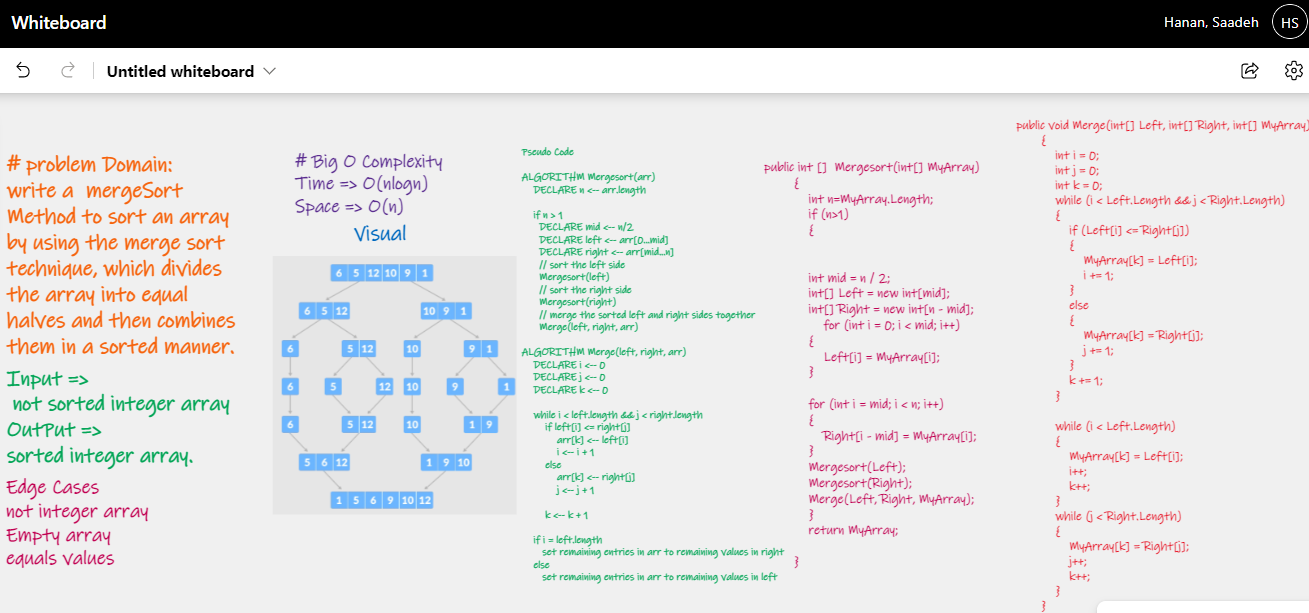 Whiteboard
Hanan, Saadeh
HS
Untitled whiteboard
# problem Domain:
write a mergeSort
Method to sort an array
by using the merge sort
technique, which divides
the array into equal
halves and then combines
them in a sorted manner.
Input =>
not sorted integer array
OutPut =>
sorted integer array.
Edge Cases
not integer array
Empty array
equals values
# Big O Complexity
Time => O(nlogn)
Space => O(n)
Visual
6 5 12 10 9 1
6 5 12 10 9 1
6 5 12 10 9 1
6 5 12 10 9 1
6 5 12 10 1 9
5 6 12 1 9 10
1 5 6 9 10 12
Pseudo Code
ALGORITHM Mergesort(arr)
DECLARE n <-- arr.length
if n > 1
DECLARE mid <-- n/2
DECLARE left <-- arr[0...mid]
DECLARE right <-- arr[mid...n]
// sort the left side
Mergesort(left)
// sort the right side
Mergesort(right)
// merge the sorted left and right sides together
Merge(left, right, arr)
ALGORITHM Merge(left, right, arr)
DECLARE i <-- 0
DECLARE j <-- 0
DECLARE k <-- 0
while i < left.length && j < right.length
if left[i] <= right[j]
arr[k] <-- left[i]
i <-- i + 1
else
arr[k] <-- right[j]
j <-- j + 1
k <-- k + 1
if i = left.length
set remaining entries in arr to remaining values in right
else
set remaining entries in arr to remaining values in left
public int [] Mergesort(int[] MyArray)
{
int n=MyArray.Length;
if (n>1)
{
int mid = n / 2;
int[] Left = new int[mid];
int[] Right = new int[n - mid];
for (int i = 0; i < mid; i++)
{
Left[i] = MyArray[i];
}
for (int i = mid; i < n; i++)
{
Right[i - mid] = MyArray[i];
}
Mergesort(Left);
Mergesort(Right);
Merge(Left, Right, MyArray);
}
return MyArray;
}
public void Merge(int[] Left, int[] Right, int[] MyArray)
{
int i = 0;
int j = 0;
int k = 0;
while (i < Left.Length && j < Right.Length)
{
if (Left[i] <= Right[j])
{
MyArray[k] = Left[i];
i += 1;
}
else
{
MyArray[k] = Right[j];
j += 1;
}
k += 1;
}
while (i < Left.Length)
{
MyArray[k] = Left[i];
i++;
k++;
}
while (j < Right.Length)
{
MyArray[k] = Right[j];
j++;
k++;
}
}